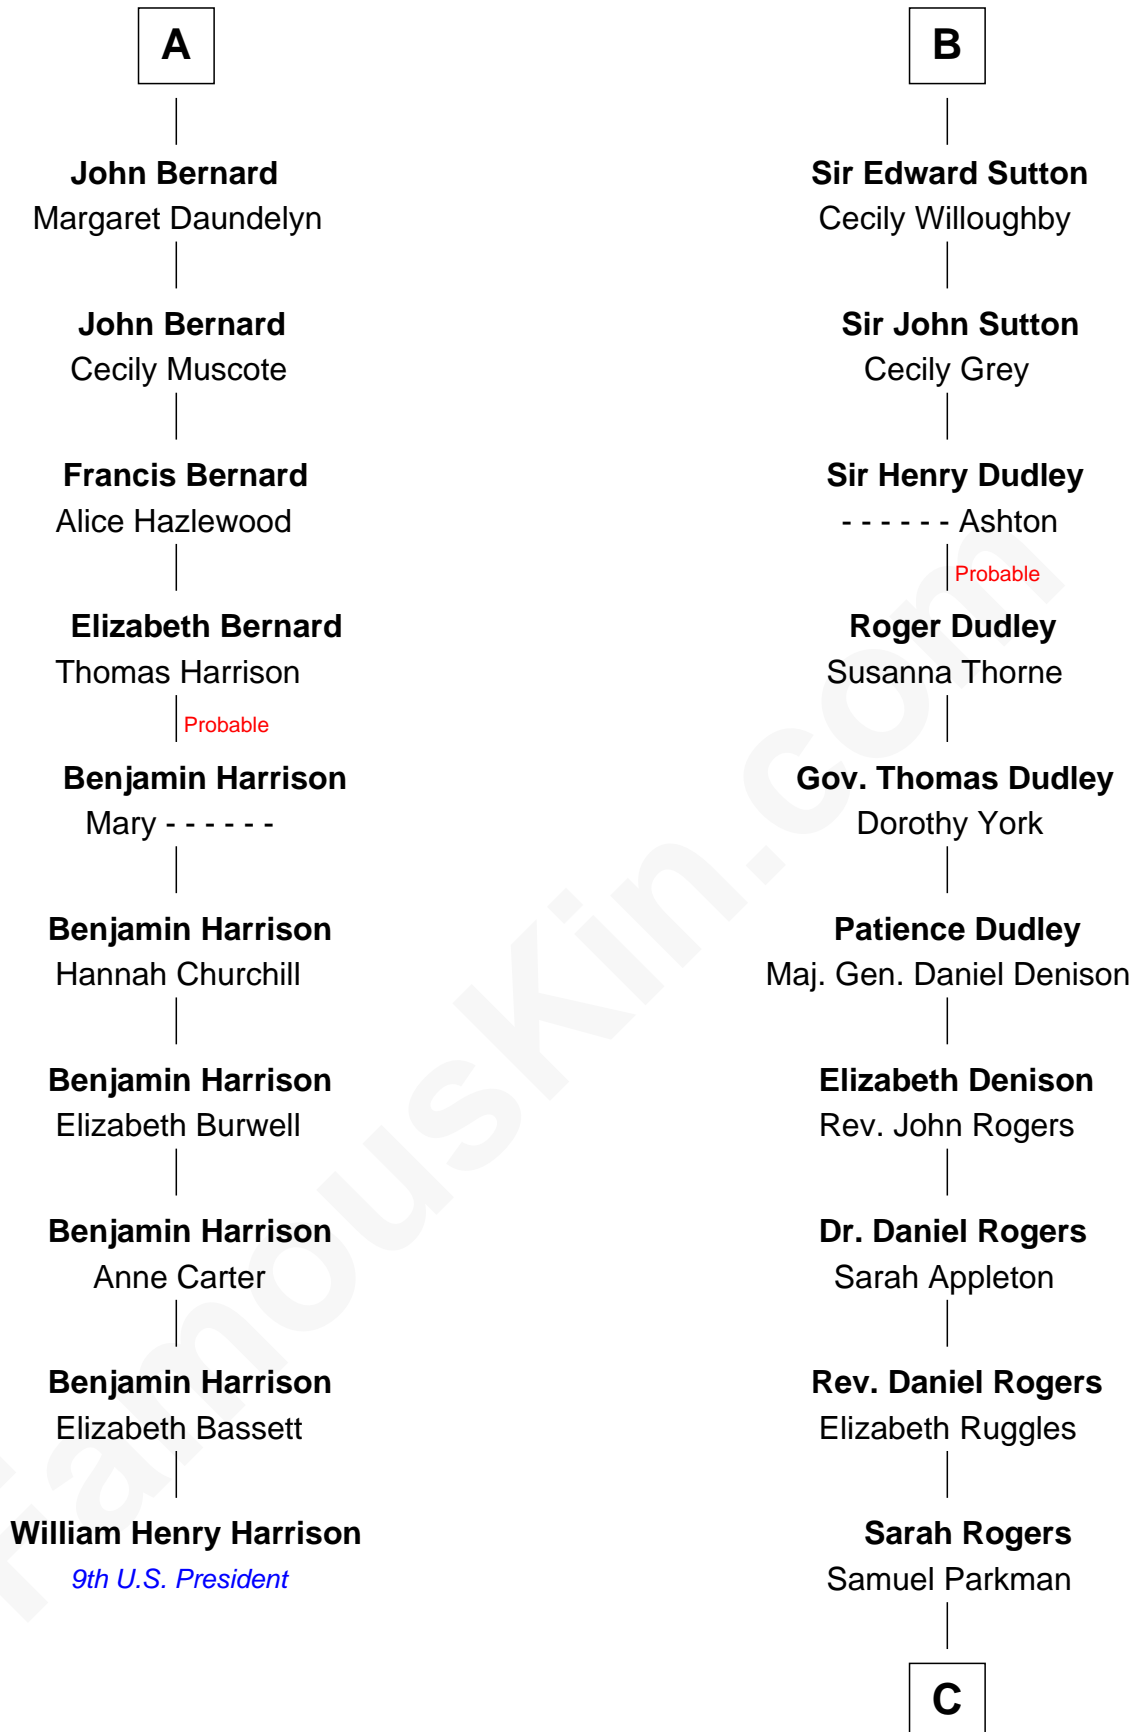 A
John Bernard
Margaret Daundelyn
John Bernard
Cecily Muscote
Francis Bernard
Alice Hazlewood
Elizabeth Bernard
Thomas Harrison
Probable
Benjamin Harrison
Mary - - - - - -
Benjamin Harrison
Hannah Churchill
Benjamin Harrison
Elizabeth Burwell
Benjamin Harrison
Anne Carter
Benjamin Harrison
Elizabeth Bassett
William Henry Harrison
9th U.S. President
B
Sir Edward Sutton
Cecily Willoughby
Sir John Sutton
Cecily Grey
Sir Henry Dudley
- - - - - - Ashton
Probable
Roger Dudley
Susanna Thorne
Gov. Thomas Dudley
Dorothy York
Patience Dudley
Maj. Gen. Daniel Denison
Elizabeth Denison
Rev. John Rogers
Dr. Daniel Rogers
Sarah Appleton
Rev. Daniel Rogers
Elizabeth Ruggles
Sarah Rogers
Samuel Parkman
C
FamousKin.com